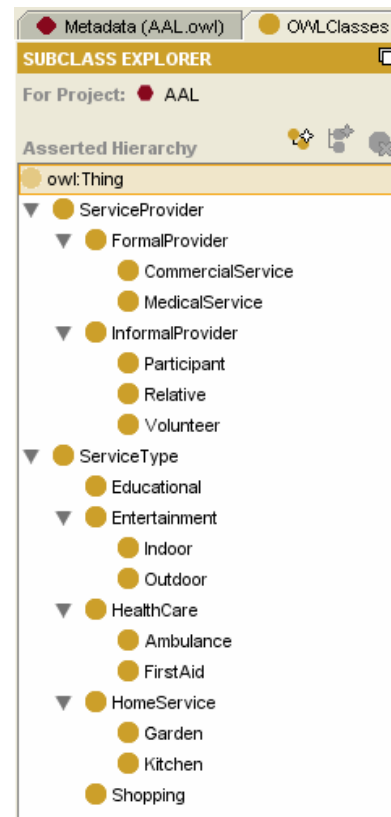 Metadata (AAL.owl) OWLClasses
SUBCLASS EXPLORER
For Project: AAL
Asserted Hierarchy
owl:Thing
ServiceProvider
FormalProvider
CommercialService
MedicalService
InformalProvider
Participant
Relative
Volunteer
ServiceType
Educational
Entertainment
Indoor
Outdoor
HealthCare
Ambulance
FirstAid
HomeService
Garden
Kitchen
Shopping